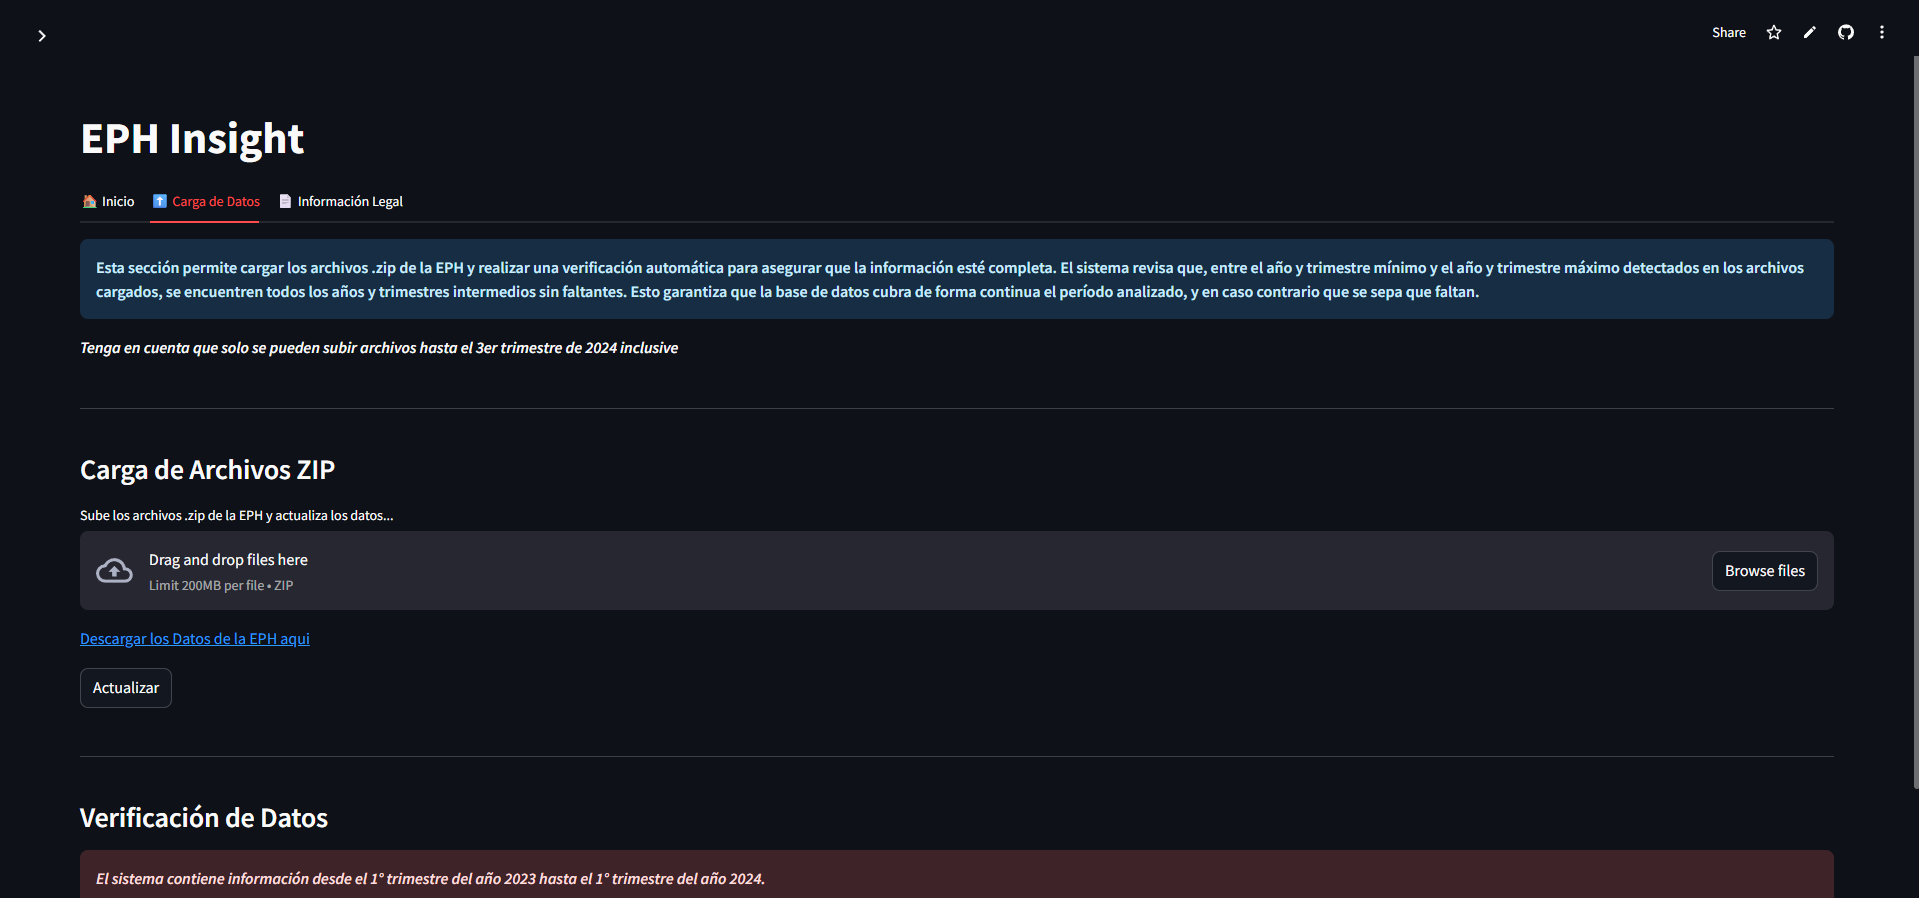 Share
EPH Insight
Inicio
Carga de Datos
Información Legal
Esta sección permite cargar los archivos .zip de la EPH y realizar una verificación automática para asegurar que la información esté completa. El sistema revisa que, entre el año y trimestre mínimo y el año y trimestre máximo detectados en los archivos
cargados, se encuentren todos los años y trimestres intermedios sin faltantes. Esto garantiza que la base de datos cubra de forma continua el período analizado, y en caso contrario que se sepa que faltan.
Tenga en cuenta que solo se pueden subir archivos hasta el 3er trimestre de 2024 inclusive
Carga de Archivos ZIP
Sube los archivos .zip de la EPH y actualiza los datos...
Drag and drop files here
Limit 200MB per file • ZIP
Browse files
Descargar los Datos de la EPH aqui
Actualizar
Verificación de Datos
El sistema contiene información desde el 1° trimestre del año 2023 hasta el 1° trimestre del año 2024.